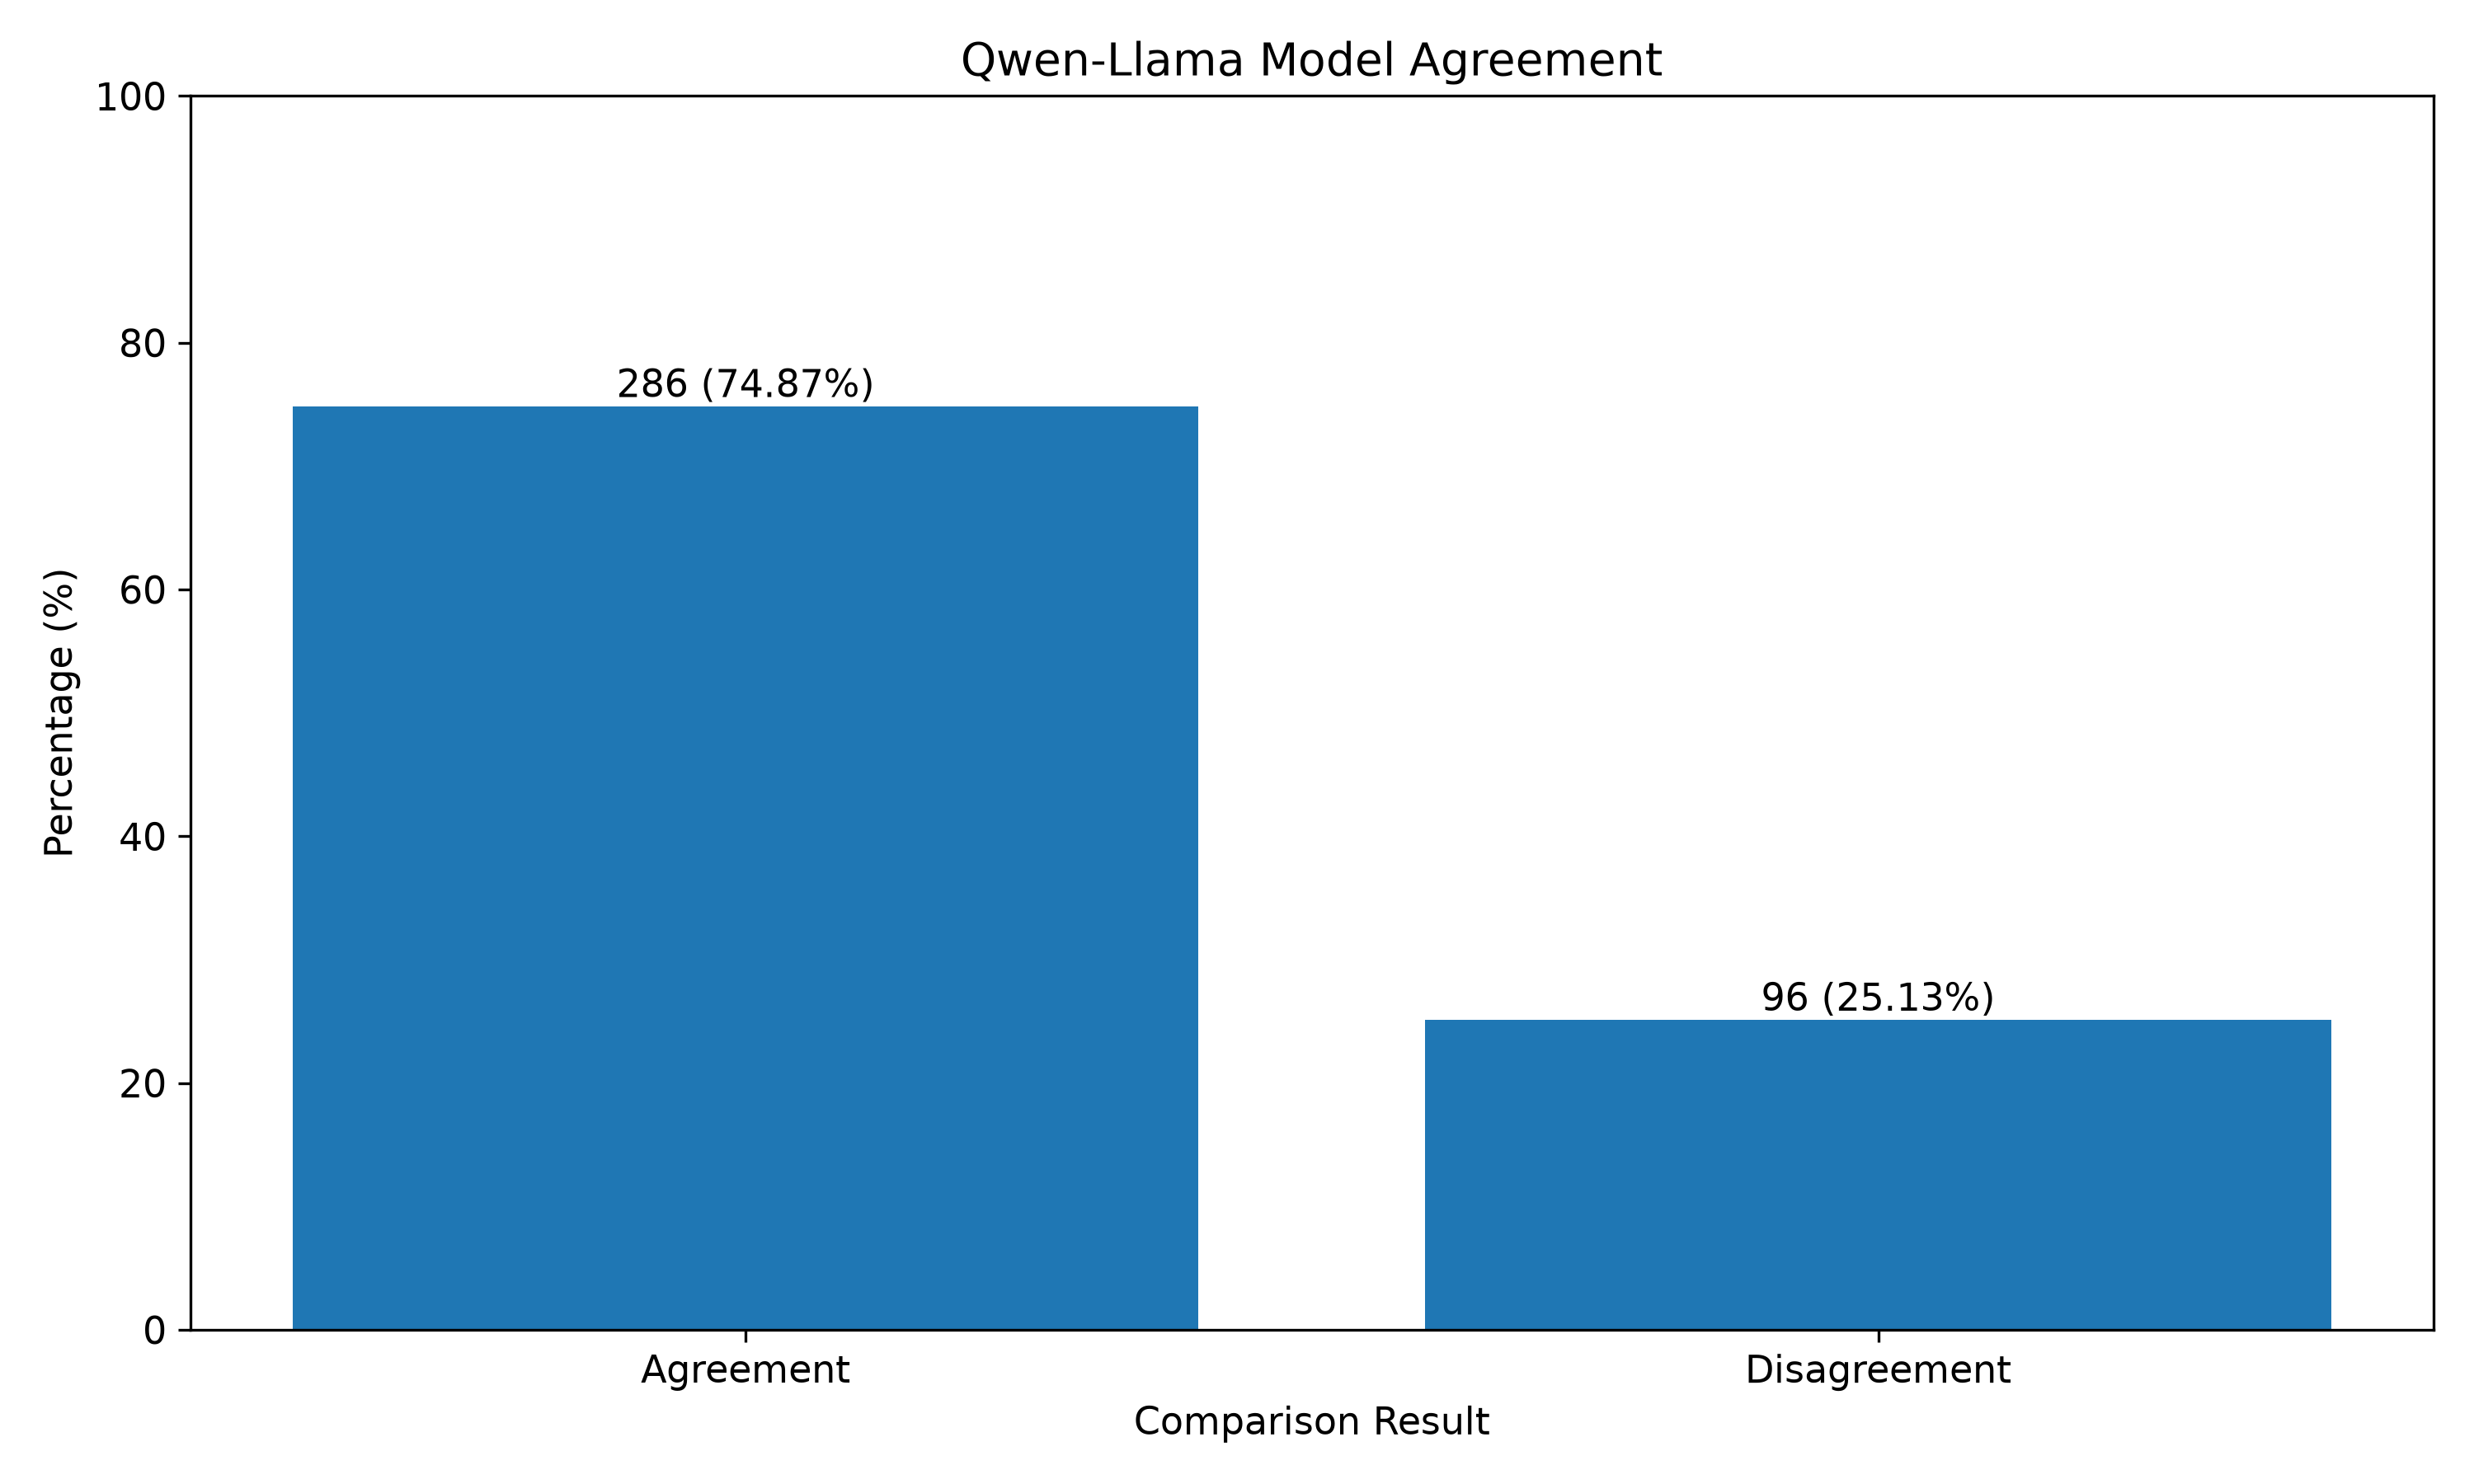 Qwen-Llama Model Agreement
Percentage (%)
100
80
60
40
20
0
286 (74.87%)
96 (25.13%)
Agreement
Disagreement
Comparison Result